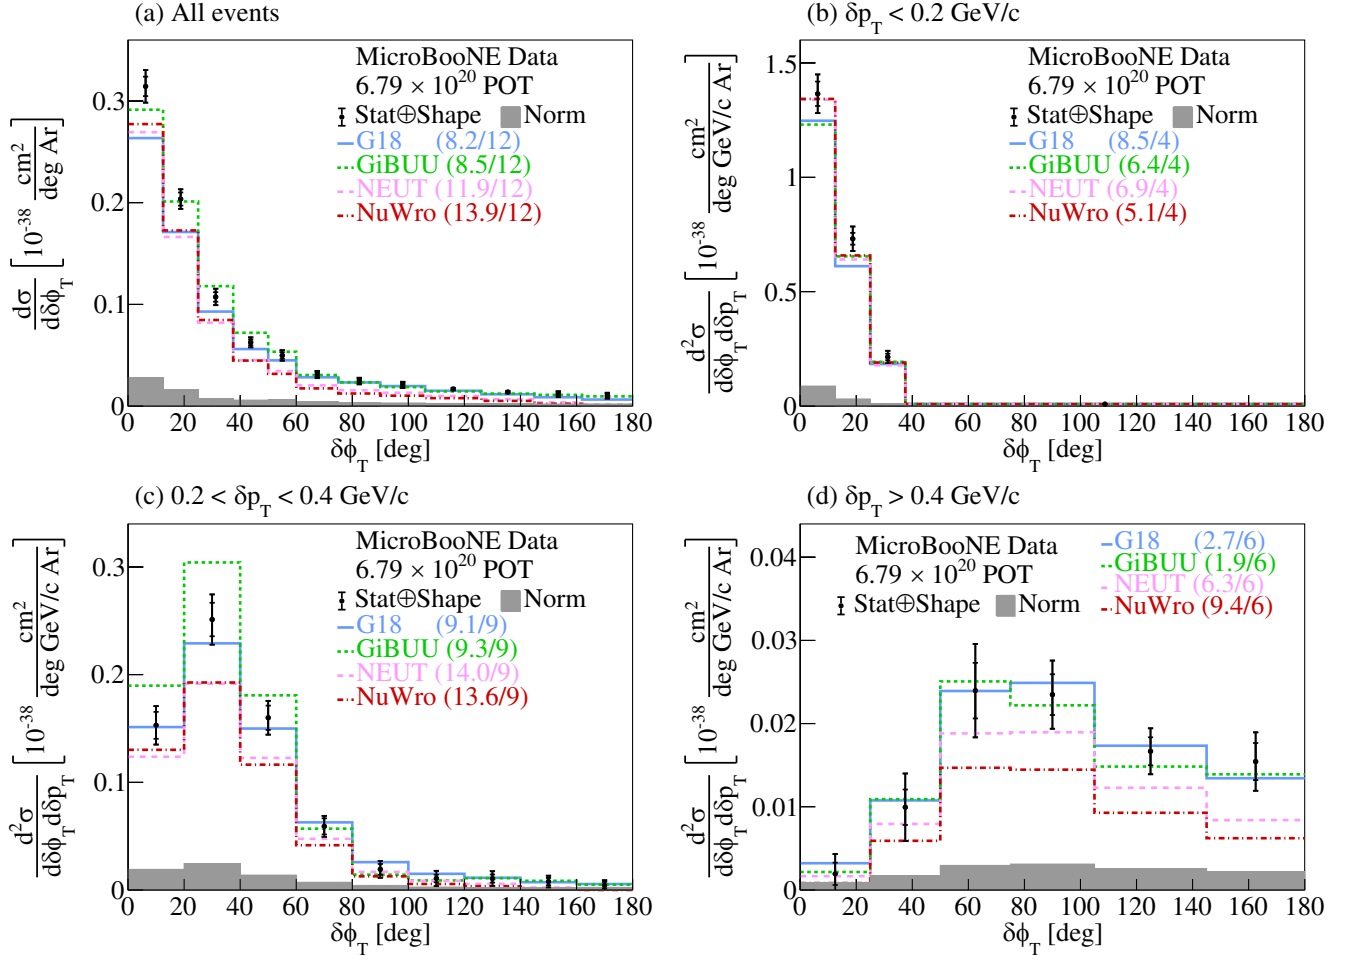 (a) All events
MicroBooNE Data
6.79 × 10²⁰ POT
Stat⊕Shape Norm
G18 (8.2/12)
GiBUU (8.5/12)
NEUT (11.9/12)
NuWro (13.9/12)
dσ/dδϕ_T [10⁻³⁸ cm²/deg Ar]
0.3
0.2
0.1
0
0 20 40 60 80 100 120 140 160 180
δϕ_T [deg]
(b) δp_T < 0.2 GeV/c
MicroBooNE Data
6.79 × 10²⁰ POT
Stat⊕Shape Norm
G18 (8.5/4)
GiBUU (6.4/4)
NEUT (6.9/4)
NuWro (5.1/4)
d²σ/dδϕ_T dδp_T [10⁻³⁸ cm²/deg GeV/c Ar]
1.5
1
0.5
0
0 20 40 60 80 100 120 140 160 180
δϕ_T [deg]
(c) 0.2 < δp_T < 0.4 GeV/c
MicroBooNE Data
6.79 × 10²⁰ POT
Stat⊕Shape Norm
G18 (9.1/9)
GiBUU (9.3/9)
NEUT (14.0/9)
NuWro (13.6/9)
d²σ/dδϕ_T dδp_T [10⁻³⁸ cm²/deg GeV/c Ar]
0.3
0.2
0.1
0
0 20 40 60 80 100 120 140 160 180
δϕ_T [deg]
(d) δp_T > 0.4 GeV/c
MicroBooNE Data
6.79 × 10²⁰ POT
Stat⊕Shape Norm
G18 (2.7/6)
GiBUU (1.9/6)
NEUT (6.3/6)
NuWro (9.4/6)
d²σ/dδϕ_T dδp_T [10⁻³⁸ cm²/deg GeV/c Ar]
0.04
0.03
0.02
0.01
0
0 20 40 60 80 100 120 140 160 180
δϕ_T [deg]